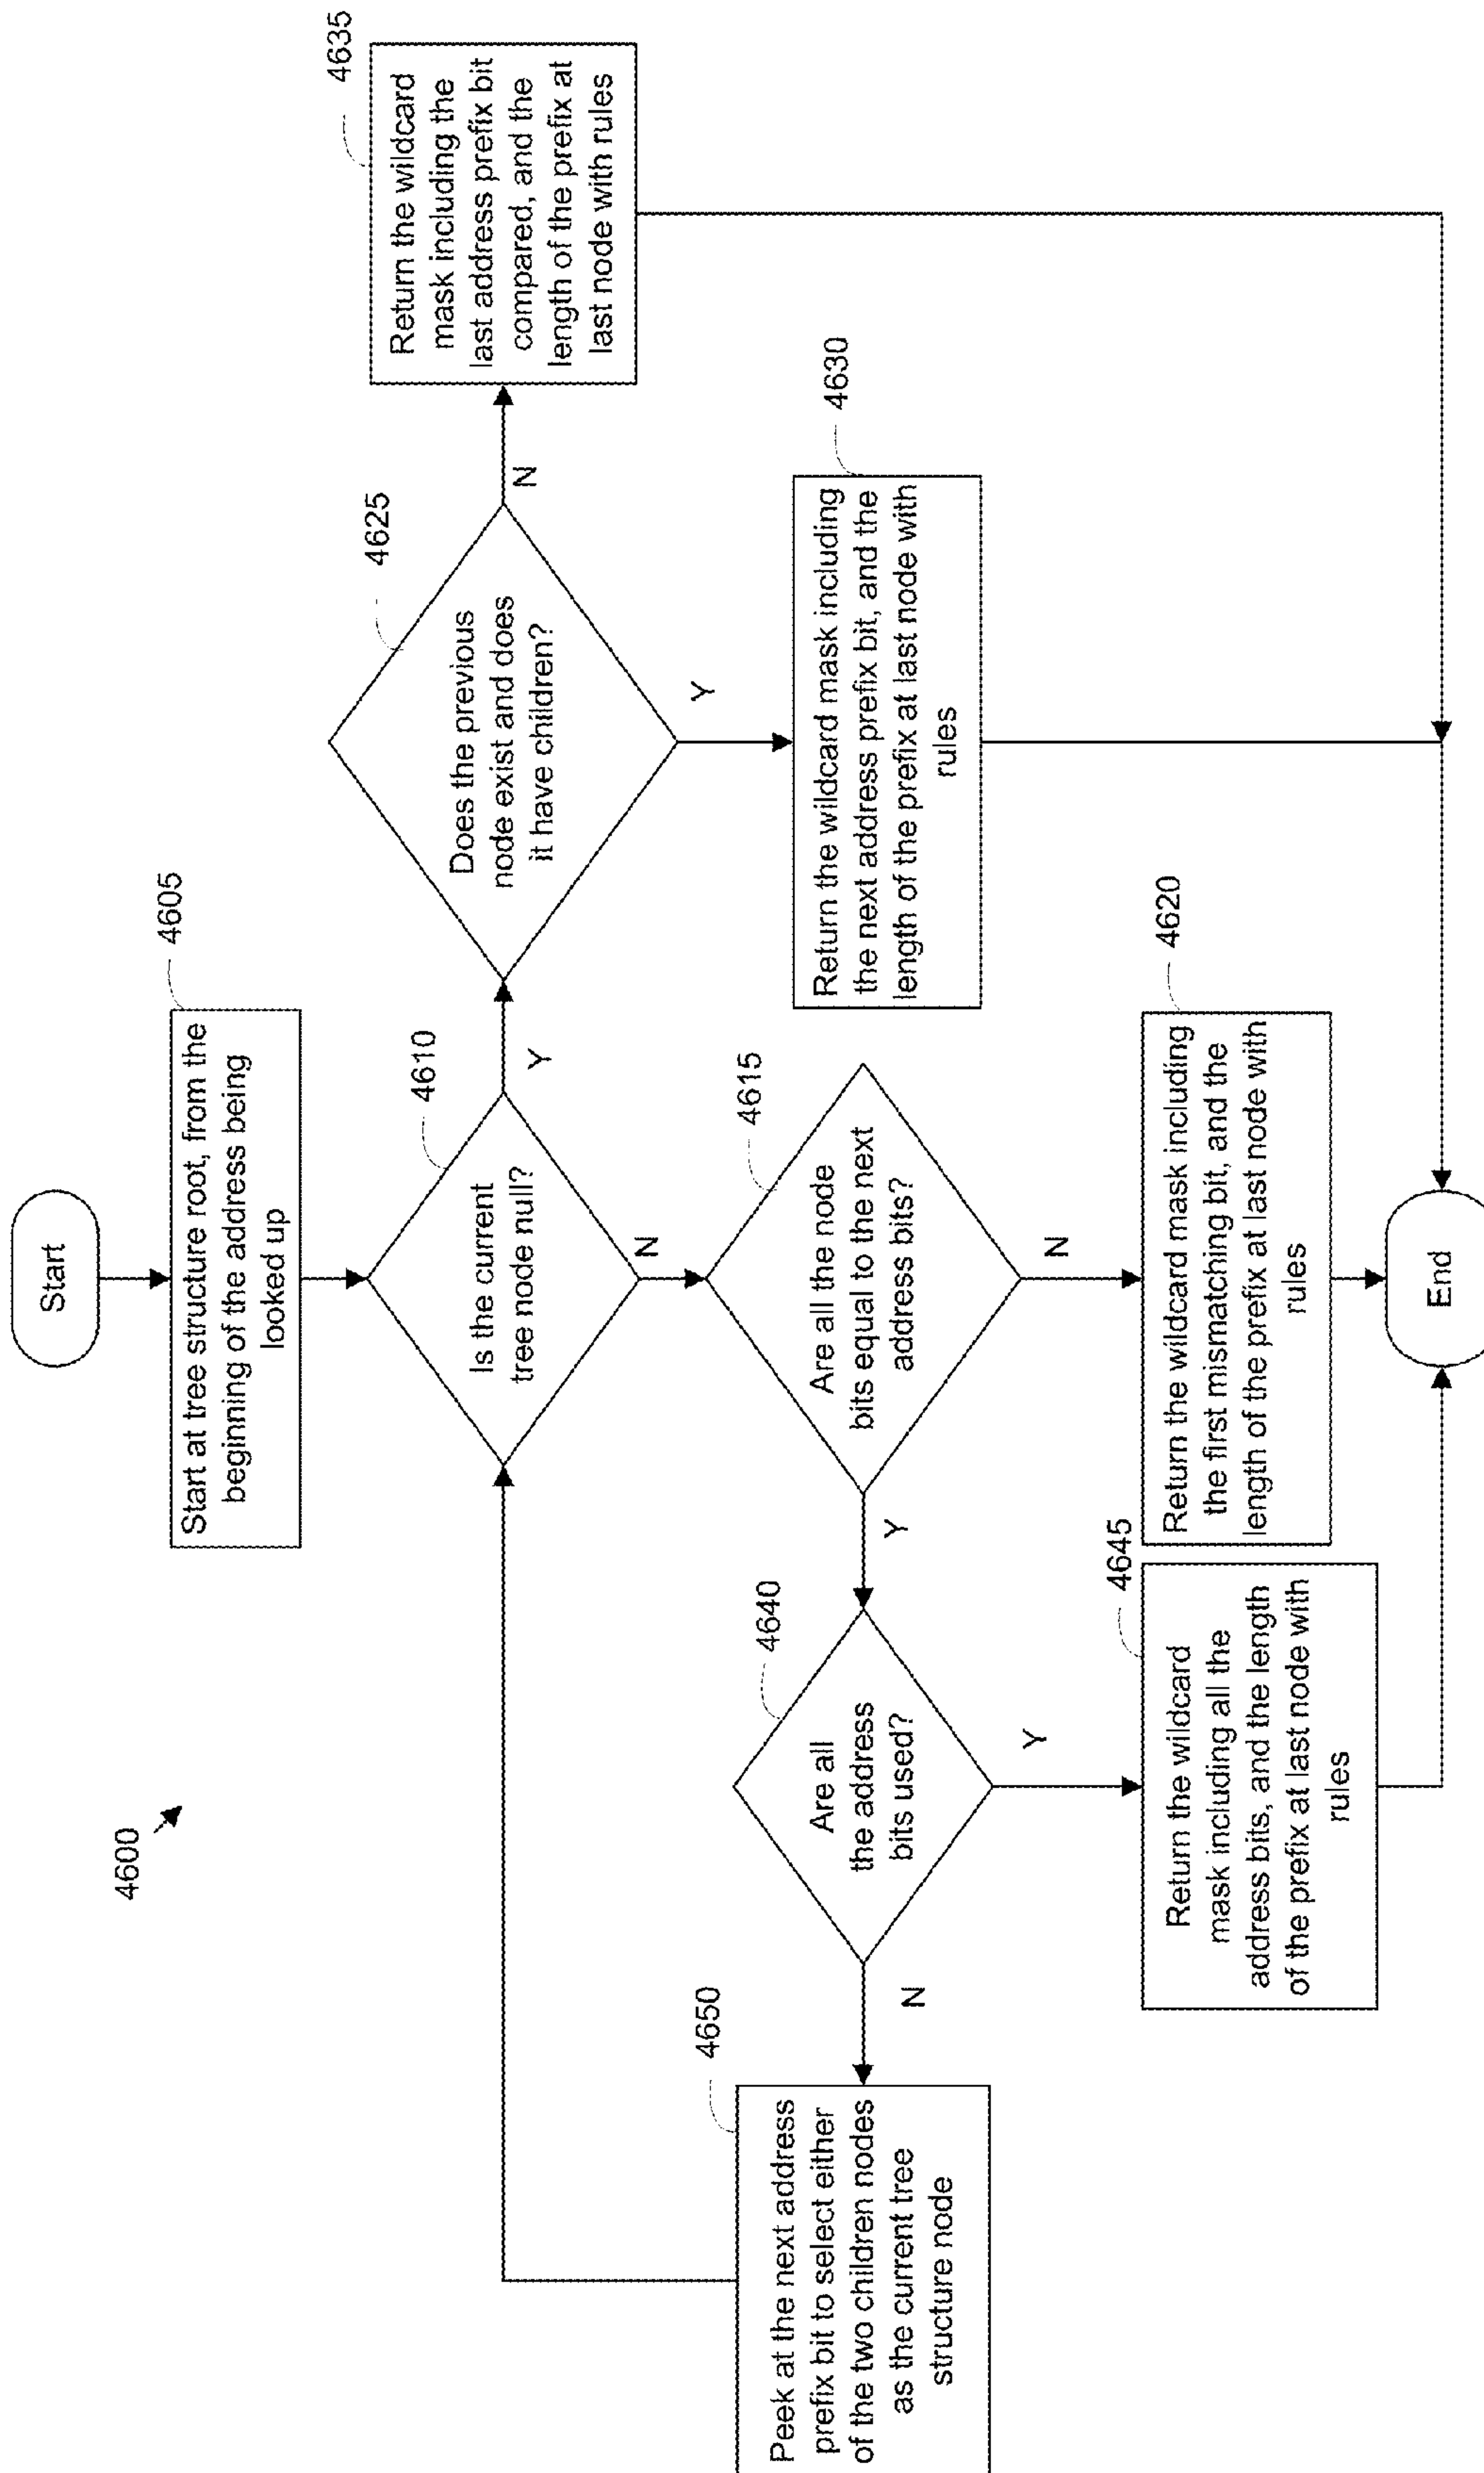 4600
Start
4605
Start at tree structure root, from the
beginning of the address being
looked up
4610
Is the current
tree node null?
Y
N
4625
Does the previous
node exist and does
it have children?
N
Y
4635
Return the wildcard
mask including the
last address prefix bit
compared, and the
length of the prefix at
last node with rules
4630
Return the wildcard mask including
the next address prefix bit, and the
length of the prefix at last node with
rules
4615
Are all the node
bits equal to the next
address bits?
Y
N
4620
Return the wildcard mask including
the first mismatching bit, and the
length of the prefix at last node with
rules
4640
Are all
the address
bits used?
N
Y
4645
Return the wildcard
mask including all the
address bits, and the length
of the prefix at last node with
rules
4650
Peek at the next address
prefix bit to select either
of the two children nodes
as the current tree
structure node
End